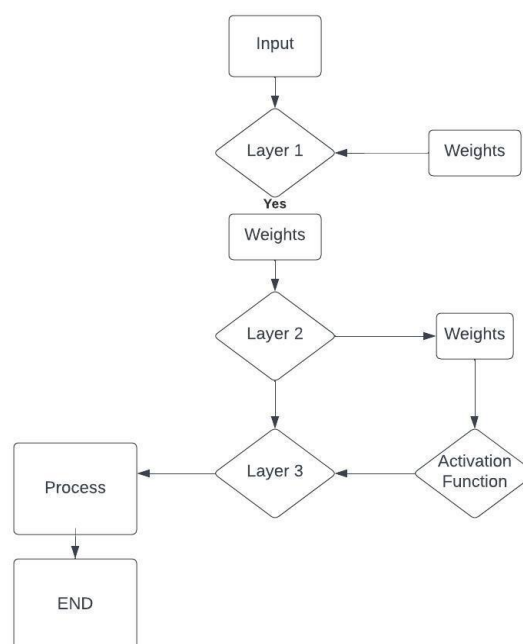 Input
Layer 1
Weights
Yes
Weights
Layer 2
Weights
Activation
Function
Layer 3
Process
END